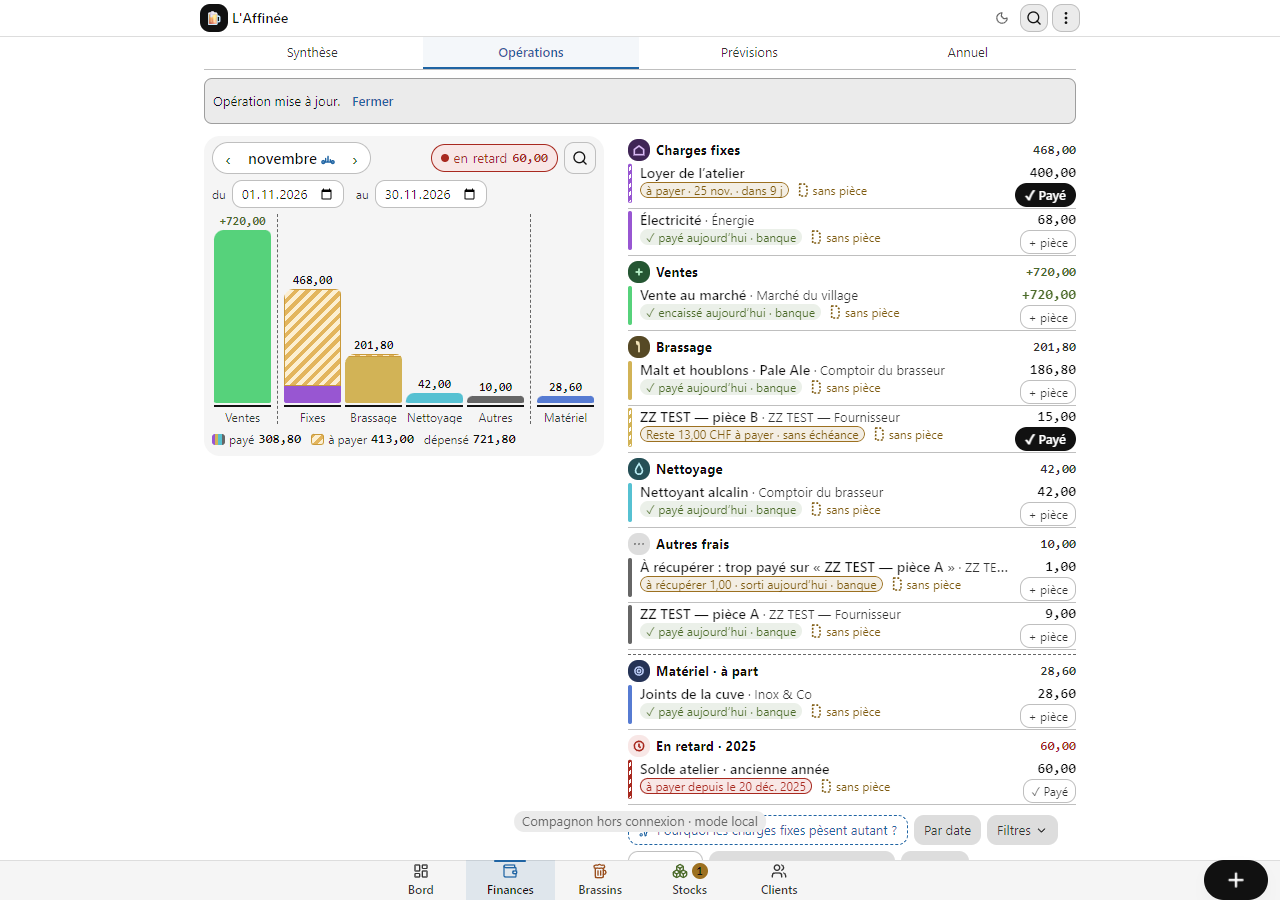 L'Affinée
Synthèse
Opérations
Prévisions
Annuel
Opération mise à jour. Fermer
‹ novembre ›
en retard 60,00
du 01.11.2026 au 30.11.2026
+720,00
468,00
201,80
42,00
10,00
28,60
Ventes
Fixes
Brassage
Nettoyage
Autres
Matériel
payé 308,80 à payer 413,00 dépensé 721,80
Charges fixes 468,00
Loyer de l’atelier 400,00
à payer · 25 nov. · dans 9 j sans pièce ✓ Payé
Électricité · Énergie 68,00
✓ payé aujourd’hui · banque sans pièce + pièce
Ventes +720,00
Vente au marché · Marché du village +720,00
✓ encaissé aujourd’hui · banque sans pièce + pièce
Brassage 201,80
Malt et houblons · Pale Ale · Comptoir du brasseur 186,80
✓ payé aujourd’hui · banque sans pièce + pièce
ZZ TEST — pièce B · ZZ TEST — Fournisseur 15,00
Reste 13,00 CHF à payer · sans échéance sans pièce ✓ Payé
Nettoyage 42,00
Nettoyant alcalin · Comptoir du brasseur 42,00
✓ payé aujourd’hui · banque sans pièce + pièce
Autres frais 10,00
À récupérer : trop payé sur « ZZ TEST — pièce A » · ZZ TE… 1,00
à récupérer 1,00 · sorti aujourd’hui · banque sans pièce + pièce
ZZ TEST — pièce A · ZZ TEST — Fournisseur 9,00
✓ payé aujourd’hui · banque sans pièce + pièce
Matériel · à part 28,60
Joints de la cuve · Inox & Co 28,60
✓ payé aujourd’hui · banque sans pièce + pièce
En retard · 2025 60,00
Solde atelier · ancienne année 60,00
à payer depuis le 20 déc. 2025 sans pièce ✓ Payé
Compagnon hors connexion · mode local
Pourquoi les charges fixes pèsent autant ?
Par date
Filtres
Bord
Finances
Brassins
Stocks 1
Clients
+